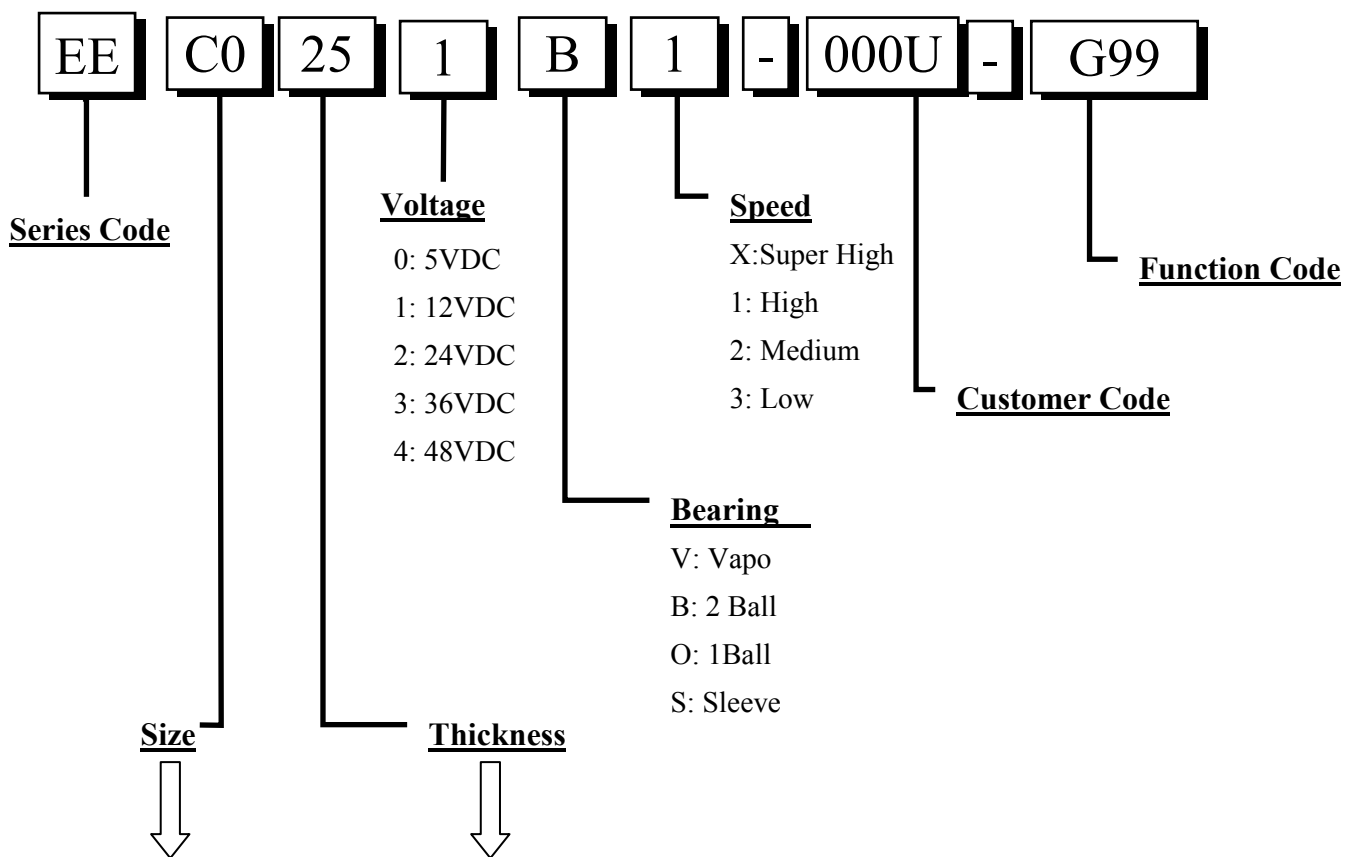 EE C0 25 1 B 1 - 000U - G99
Series Code
Voltage
0: 5VDC
1: 12VDC
2: 24VDC
3: 36VDC
4: 48VDC
Speed
X:Super High
1: High
2: Medium
3: Low
Function Code
Customer Code
Bearing
V: Vapo
B: 2 Ball
O: 1Ball
S: Sleeve
Size
Thickness